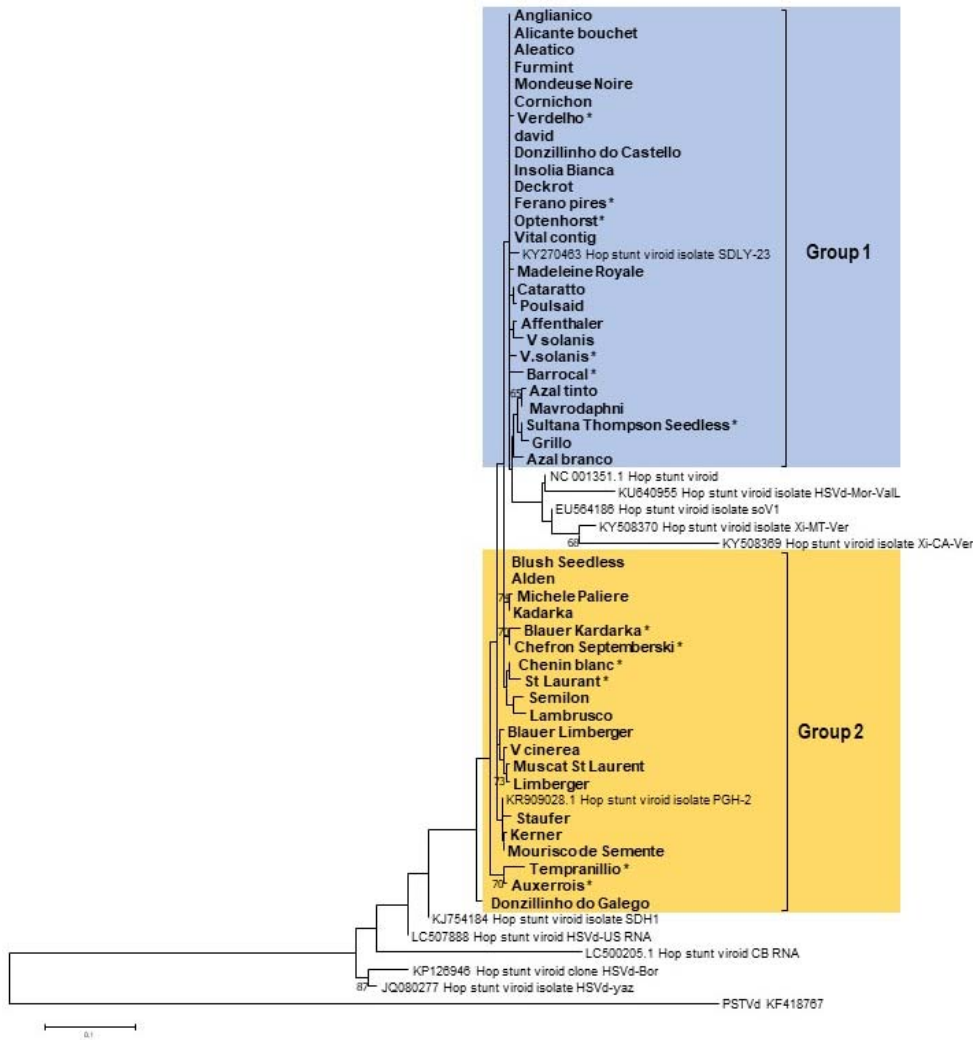 Anglianico
Alicante bouchet
Aleatico
Furmint
Mondeuse Noire
Cornichon
Verdelho *
david
Donzillinho do Castello
Insolia Bianca
Deckrot
Ferano pires *
Optenhorst *
Vital contig
KY270463 Hop stunt viroid isolate SDLY-23
Group 1
Madeleine Royale
Cataratto
Poulsaid
Affenthaler
V solanis
V.solanis *
Barrocal *
65
Azal tinto
Mavrodaphni
Sultana Thompson Seedless *
Grillo
Azal branco
NC 001351.1 Hop stunt viroid
KU640955 Hop stunt viroid isolate HSVd-Mor-ValL
EU564186 Hop stunt viroid isolate soV1
KY508370 Hop stunt viroid isolate Xi-MT-Ver
68
KY508369 Hop stunt viroid isolate Xi-CA-Ver
Blush Seedless
Alden
Michele Paliere
Kadarka
Blauer Kardarka *
Chefron Septemberski *
Chenin blanc *
St Laurant *
Semilon
Lambrusco
Blauer Limberger
Group 2
V cinerea
Muscat St Laurent
73
Limberger
KR909028.1 Hop stunt viroid isolate PGH-2
Staufer
Kerner
Mourisco de Semente
Tempranillio *
70
Auxerrois *
Donzillinho do Galego
KJ754184 Hop stunt viroid isolate SDH1
LC507888 Hop stunt viroid HSVd-US RNA
LC500205.1 Hop stunt viroid CB RNA
KP126946 Hop stunt viroid clone HSVd-Bor
87
JQ080277 Hop stunt viroid isolate HSVd-yaz
PSTVd KF418767
0.1